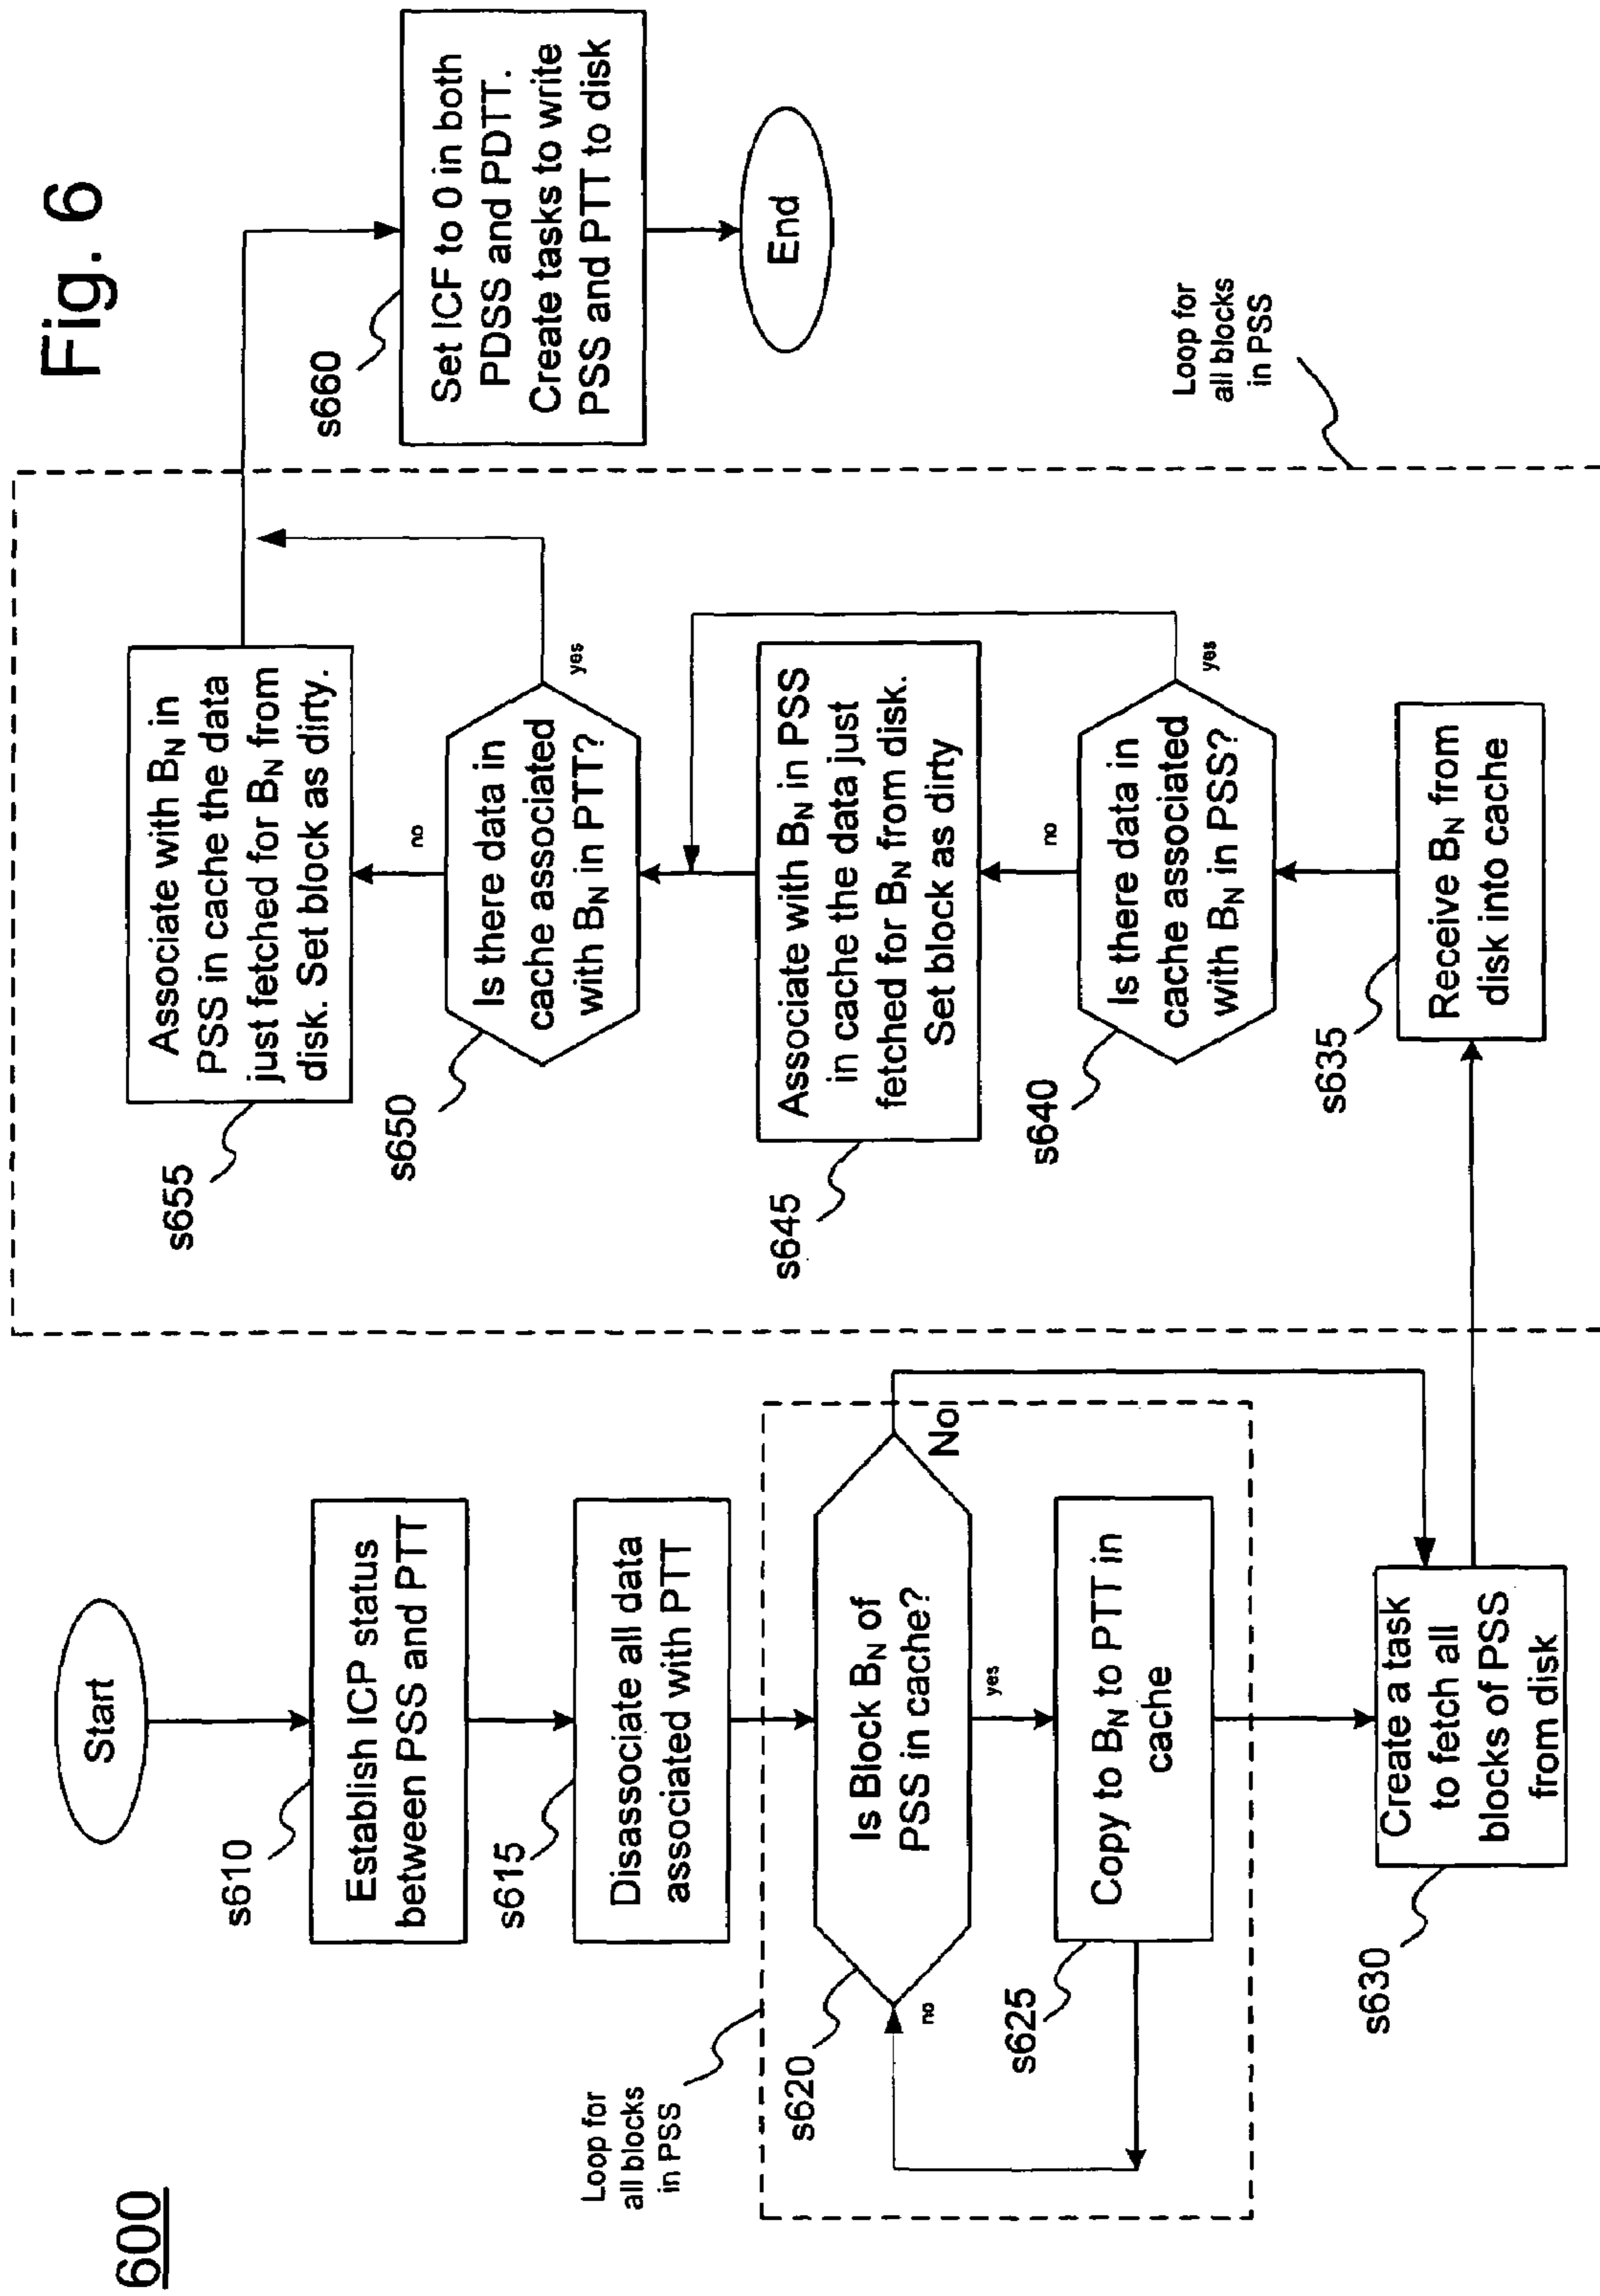 600
Fig. 6
Start
s610
Establish ICP status
between PSS and PTT
s615
Disassociate all data
associated with PTT
Loop for
all blocks
in PSS
s620
Is Block BN of
PSS in cache?
No
no
yes
s625
Copy to BN to PTT in
cache
s630
Create a task
to fetch all
blocks of PSS
from disk
s635
Receive BN from
disk into cache
s640
Is there data in
cache associated
with BN in PSS?
yes
no
s645
Associate with BN in PSS
in cache the data just
fetched for BN from disk.
Set block as dirty
s650
Is there data in
cache associated
with BN in PTT?
yes
no
s655
Associate with BN in
PSS in cache the data
just fetched for BN from
disk. Set block as dirty.
Loop for
all blocks
in PSS
s660
Set ICF to 0 in both
PDSS and PDTT.
Create tasks to write
PSS and PTT to disk
End